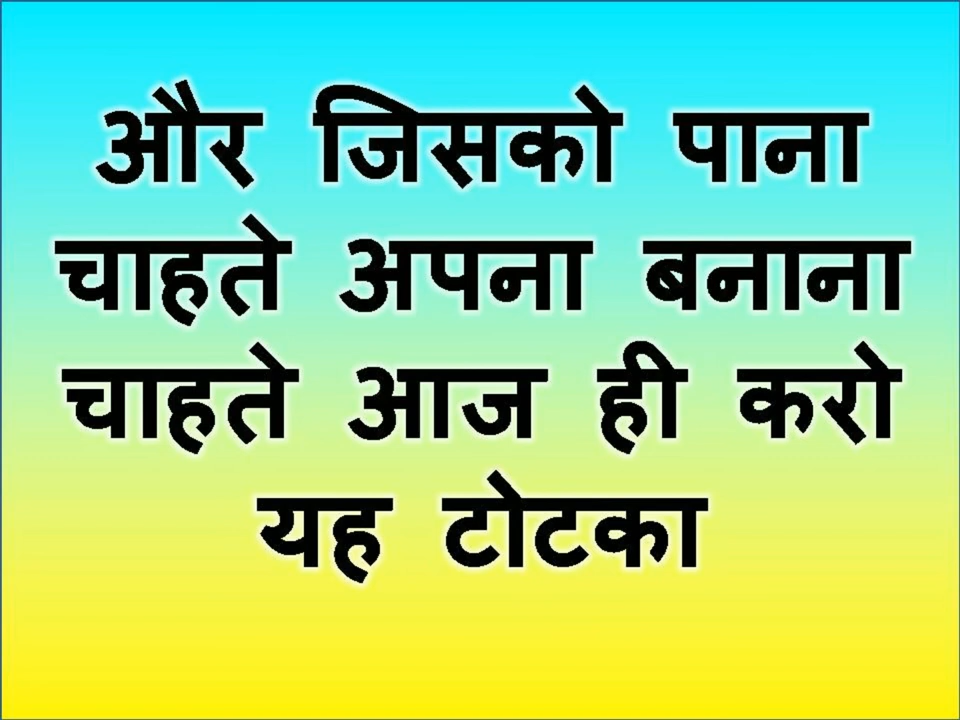 और जिसको पाना
चाहते अपना बनाना
चाहते आज ही करो
यह टोटका